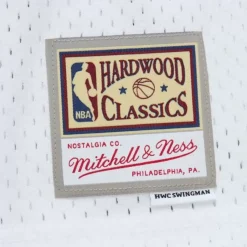 HARDWOOD
NBA
CLASSICS
NOSTALGIA CO.
Mitchell & Ness
PHILADELPHIA, PA.
HWC SWINGMAN